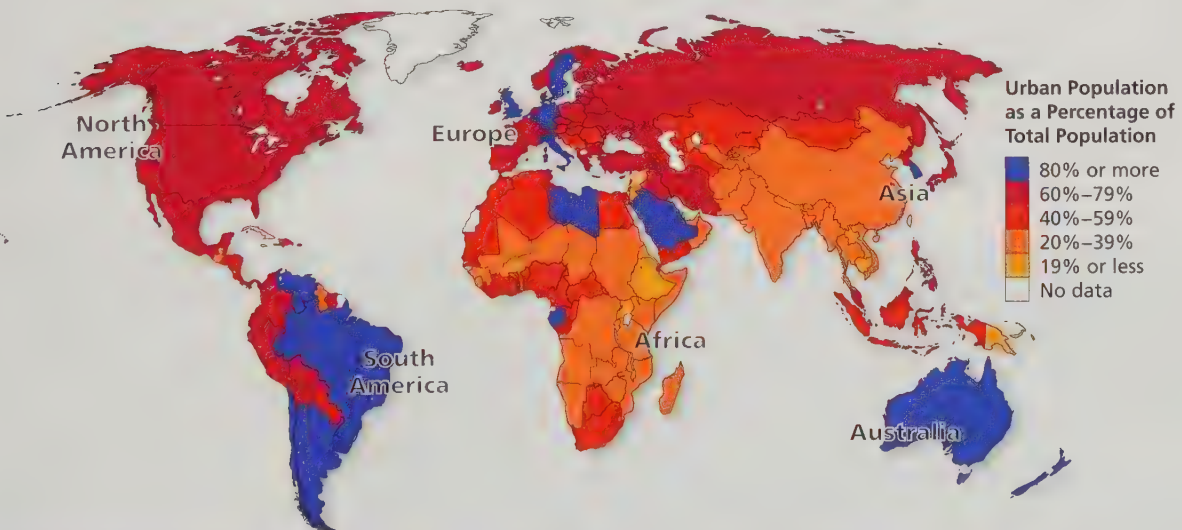 North
America
Europe
Asia
Africa
South
America
Australia
Urban Population
as a Percentage of
Total Population
80% or more
60%–79%
40%–59%
20%–39%
19% or less
No data